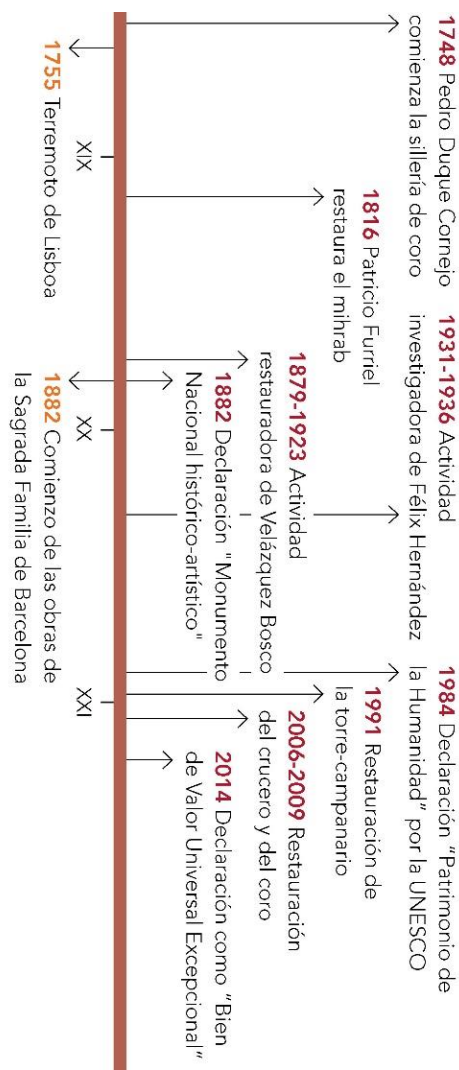 1748 Pedro Duque Cornejo
comienza la sillería de coro
1931-1936 Actividad
investigadora de Félix Hernández
1984 Declaración "Patrimonio de
la Humanidad" por la UNESCO
1816 Patricio Furriel
restaura el mihrab
1991 Restauración de
la torre-campanario
1879-1923 Actividad
restauradora de Velázquez Bosco
2006-2009 Restauración
del crucero y del coro
1882 Declaración "Monumento
Nacional histórico-artístico"
2014 Declaración como "Bien
de Valor Universal Excepcional"
XIX
XX
XXI
1755 Terremoto de Lisboa
1882 Comienzo de las obras de
la Sagrada Familia de Barcelona